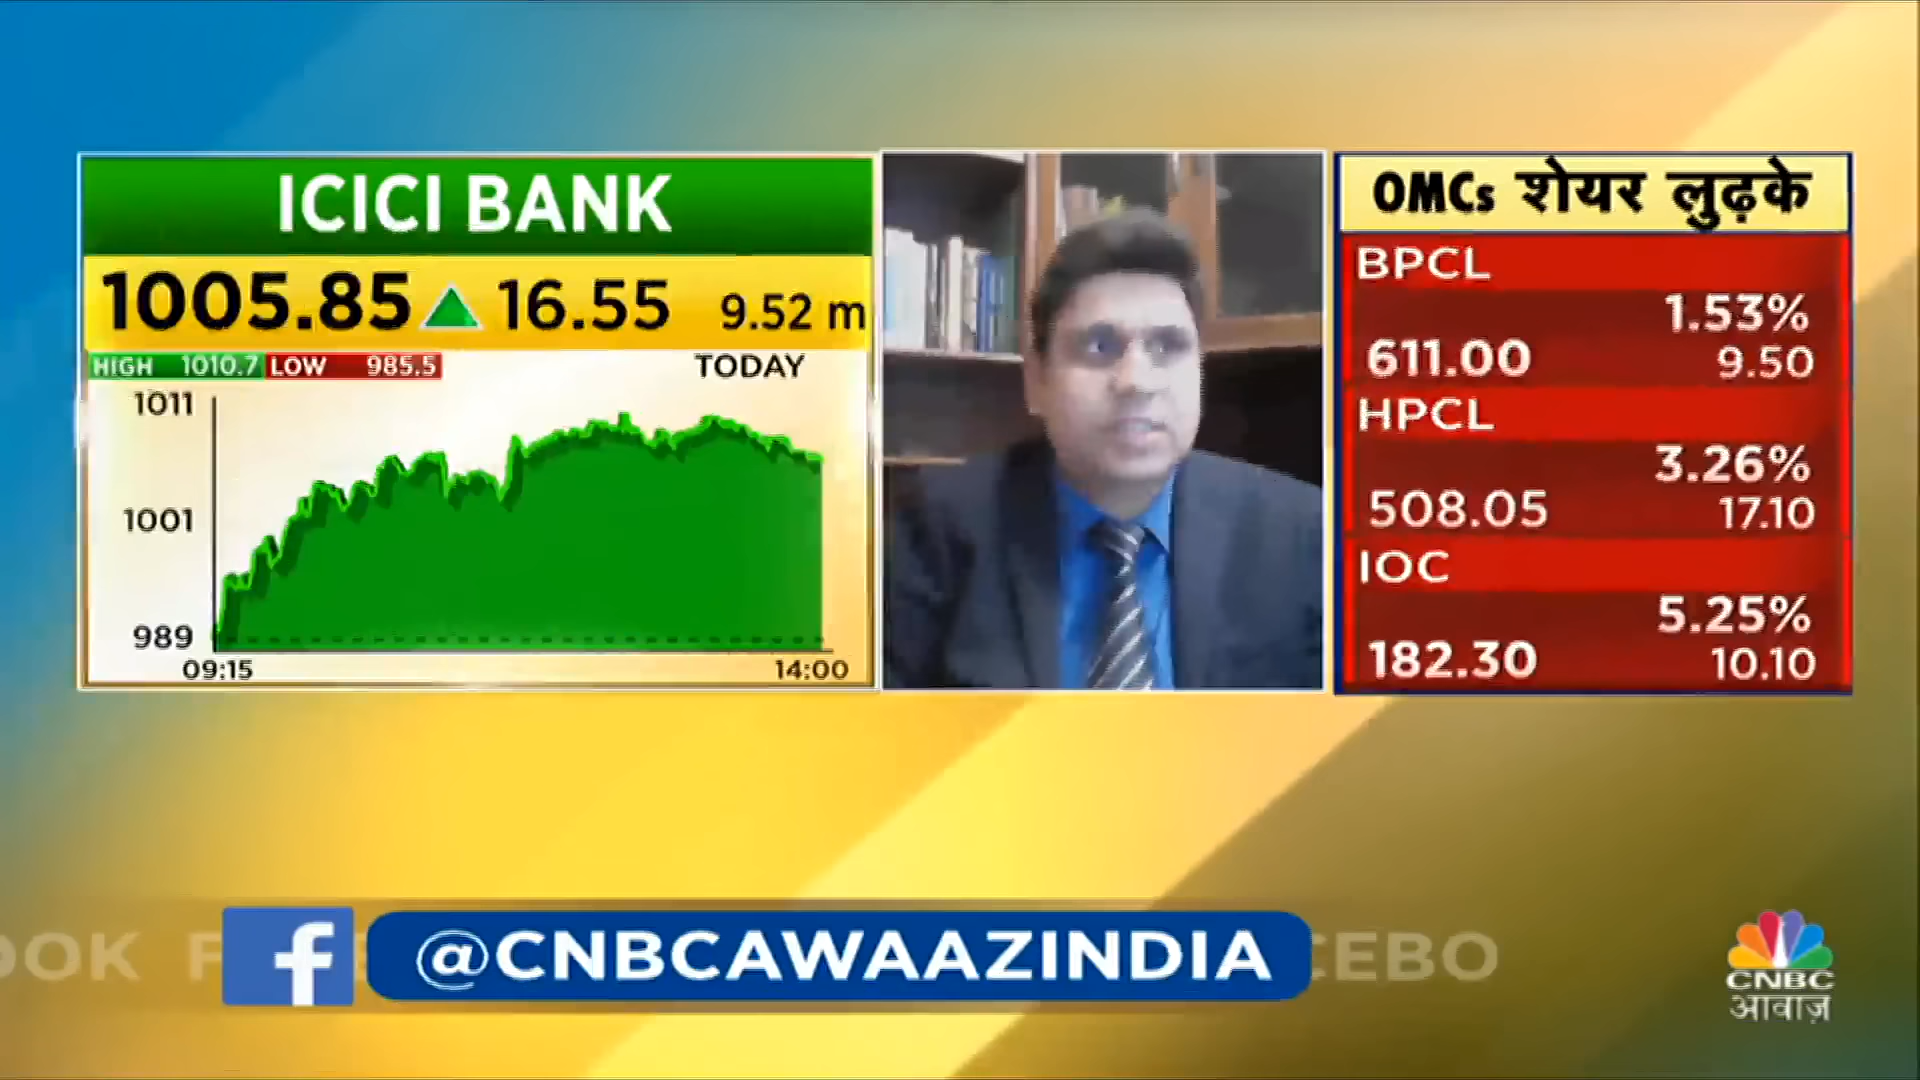 ICICI BANK
1005.85 16.55 9.52 m
HIGH 1010.7 LOW 985.5 TODAY
1011
1001
989
09:15 14:00
OMCs शेयर लुढ़के
BPCL
1.53%
611.00 9.50
HPCL
3.26%
508.05 17.10
IOC
5.25%
182.30 10.10
@CNBCAWAAZINDIA
CNBC
आवाज़